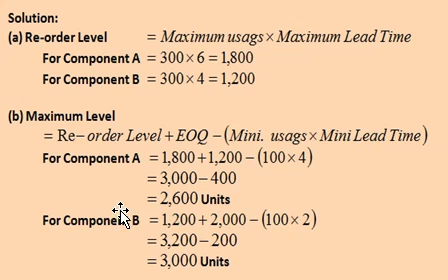 Solution:
(a) Re-order Level = Maximum usags × Maximum Lead Time
For Component A = 300 × 6 = 1,800
For Component B = 300 × 4 = 1,200
(b) Maximum Level
= Re − order Level + EOQ − (Mini. usags × Mini Lead Time)
For Component A = 1,800 + 1,200 − (100 × 4)
= 3,000 − 400
= 2,600 Units
For Component B = 1,200 + 2,000 − (100 × 2)
= 3,200 − 200
= 3,000 Units